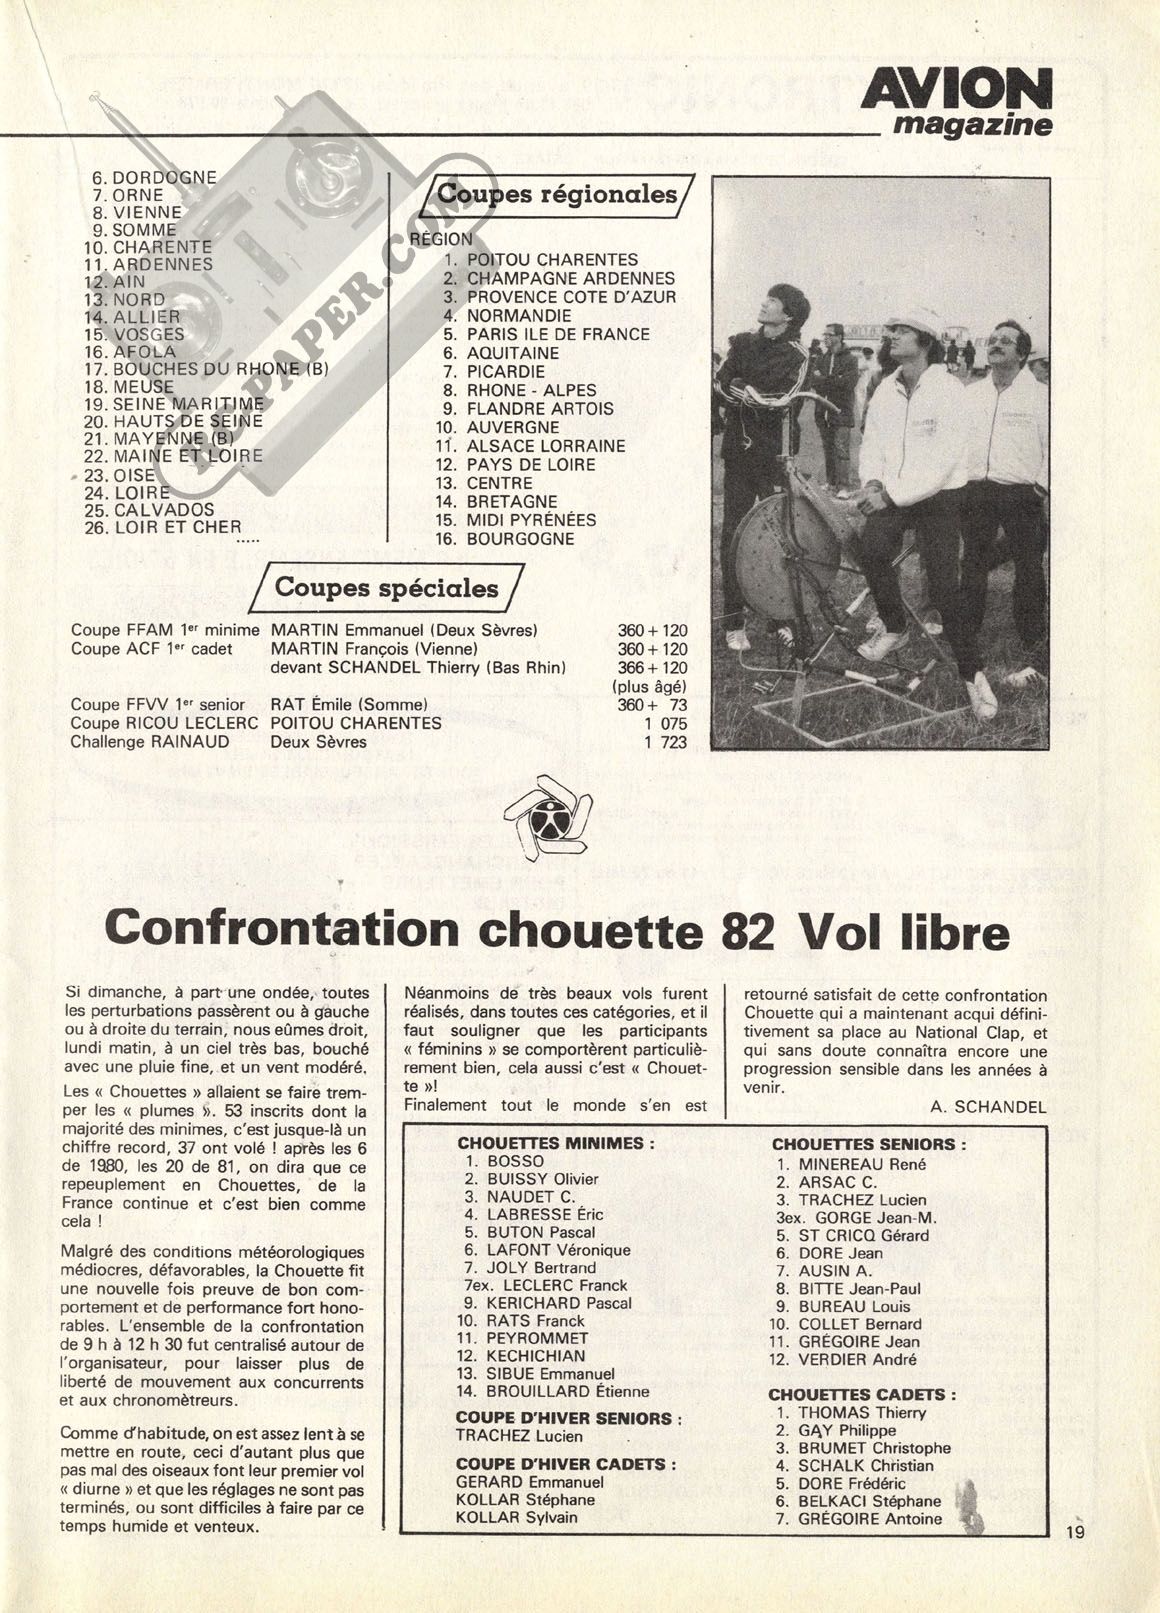 AVION
magazine
6. DORDOGNE
7. ORNE
8. VIENNE
9. SOMME
10. CHARENTE
11. ARDENNES
12. AIN
13. NORD
14. ALLIER
15. VOSGES
16. AFOLA
17. BOUCHES DU RHONE (B)
18. MEUSE
19. SEINE MARITIME
20. HAUTS DE SEINE
21. MAYENNE (B)
22. MAINE ET LOIRE
23. OISE
24. LOIRE
25. CALVADOS
26. LOIR ET CHER
.....
Coupes régionales
RÉGION
1. POITOU CHARENTES
2. CHAMPAGNE ARDENNES
3. PROVENCE COTE D'AZUR
4. NORMANDIE
5. PARIS ILE DE FRANCE
6. AQUITAINE
7. PICARDIE
8. RHONE - ALPES
9. FLANDRE ARTOIS
10. AUVERGNE
11. ALSACE LORRAINE
12. PAYS DE LOIRE
13. CENTRE
14. BRETAGNE
15. MIDI PYRÉNÉES
16. BOURGOGNE
Coupes spéciales
Coupe FFAM 1er minime MARTIN Emmanuel (Deux Sèvres) 360 + 120
Coupe ACF 1er cadet MARTIN François (Vienne) 360 + 120
devant SCHANDEL Thierry (Bas Rhin) 366 + 120
(plus âgé)
Coupe FFVV 1er senior RAT Émile (Somme) 360 + 73
Coupe RICOU LECLERC POITOU CHARENTES 1 075
Challenge RAINAUD Deux Sèvres 1 723
Confrontation chouette 82 Vol libre
Si dimanche, à part une ondée, toutes
les perturbations passèrent ou à gauche
ou à droite du terrain, nous eûmes droit,
lundi matin, à un ciel très bas, bouché
avec une pluie fine, et un vent modéré.
Les « Chouettes » allaient se faire trem-
per les « plumes ». 53 inscrits dont la
majorité des minimes, c'est jusque-là un
chiffre record, 37 ont volé ! après les 6
de 1980, les 20 de 81, on dira que ce
repeuplement en Chouettes, de la
France continue et c'est bien comme
cela !
Malgré des conditions météorologiques
médiocres, défavorables, la Chouette fit
une nouvelle fois preuve de bon com-
portement et de performance fort hono-
rables. L'ensemble de la confrontation
de 9 h à 12 h 30 fut centralisé autour de
l'organisateur, pour laisser plus de
liberté de mouvement aux concurrents
et aux chronomètreurs.
Comme d'habitude, on est assez lent à se
mettre en route, ceci d'autant plus que
pas mal des oiseaux font leur premier vol
« diurne » et que les réglages ne sont pas
terminés, ou sont difficiles à faire par ce
temps humide et venteux.
Néanmoins de très beaux vols furent
réalisés, dans toutes ces catégories, et il
faut souligner que les participants
« féminins » se comportèrent particuliè-
rement bien, cela aussi c'est « Chouet-
te »!
Finalement tout le monde s'en est
retourné satisfait de cette confrontation
Chouette qui a maintenant acqui défini-
tivement sa place au National Clap, et
qui sans doute connaîtra encore une
progression sensible dans les années à
venir.
A. SCHANDEL
CHOUETTES MINIMES :
1. BOSSO
2. BUISSY Olivier
3. NAUDET C.
4. LABRESSE Éric
5. BUTON Pascal
6. LAFONT Véronique
7. JOLY Bertrand
7ex. LECLERC Franck
9. KERICHARD Pascal
10. RATS Franck
11. PEYROMMET
12. KECHICHIAN
13. SIBUE Emmanuel
14. BROUILLARD Étienne
COUPE D'HIVER SENIORS :
TRACHEZ Lucien
COUPE D'HIVER CADETS :
GERARD Emmanuel
KOLLAR Stéphane
KOLLAR Sylvain
CHOUETTES SENIORS :
1. MINEREAU René
2. ARSAC C.
3. TRACHEZ Lucien
3ex. GORGE Jean-M.
5. ST CRICQ Gérard
6. DORE Jean
7. AUSIN A.
8. BITTE Jean-Paul
9. BUREAU Louis
10. COLLET Bernard
11. GRÉGOIRE Jean
12. VERDIER André
CHOUETTES CADETS :
1. THOMAS Thierry
2. GAY Philippe
3. BRUMET Christophe
4. SCHALK Christian
5. DORE Frédéric
6. BELKACI Stéphane
7. GRÉGOIRE Antoine
19
RC-PAPER.COM